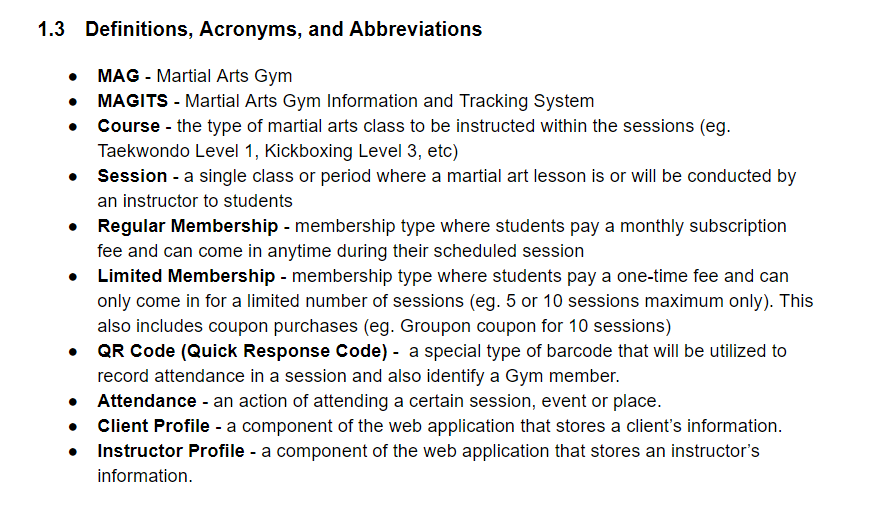 1.3 Definitions, Acronyms, and Abbreviations
● MAG - Martial Arts Gym
● MAGITS - Martial Arts Gym Information and Tracking System
● Course - the type of martial arts class to be instructed within the sessions (eg.
Taekwondo Level 1, Kickboxing Level 3, etc)
● Session - a single class or period where a martial art lesson is or will be conducted by
an instructor to students
● Regular Membership - membership type where students pay a monthly subscription
fee and can come in anytime during their scheduled session
● Limited Membership - membership type where students pay a one-time fee and can
only come in for a limited number of sessions (eg. 5 or 10 sessions maximum only). This
also includes coupon purchases (eg. Groupon coupon for 10 sessions)
● QR Code (Quick Response Code) - a special type of barcode that will be utilized to
record attendance in a session and also identify a Gym member.
● Attendance - an action of attending a certain session, event or place.
● Client Profile - a component of the web application that stores a client's information.
● Instructor Profile - a component of the web application that stores an instructor's
information.